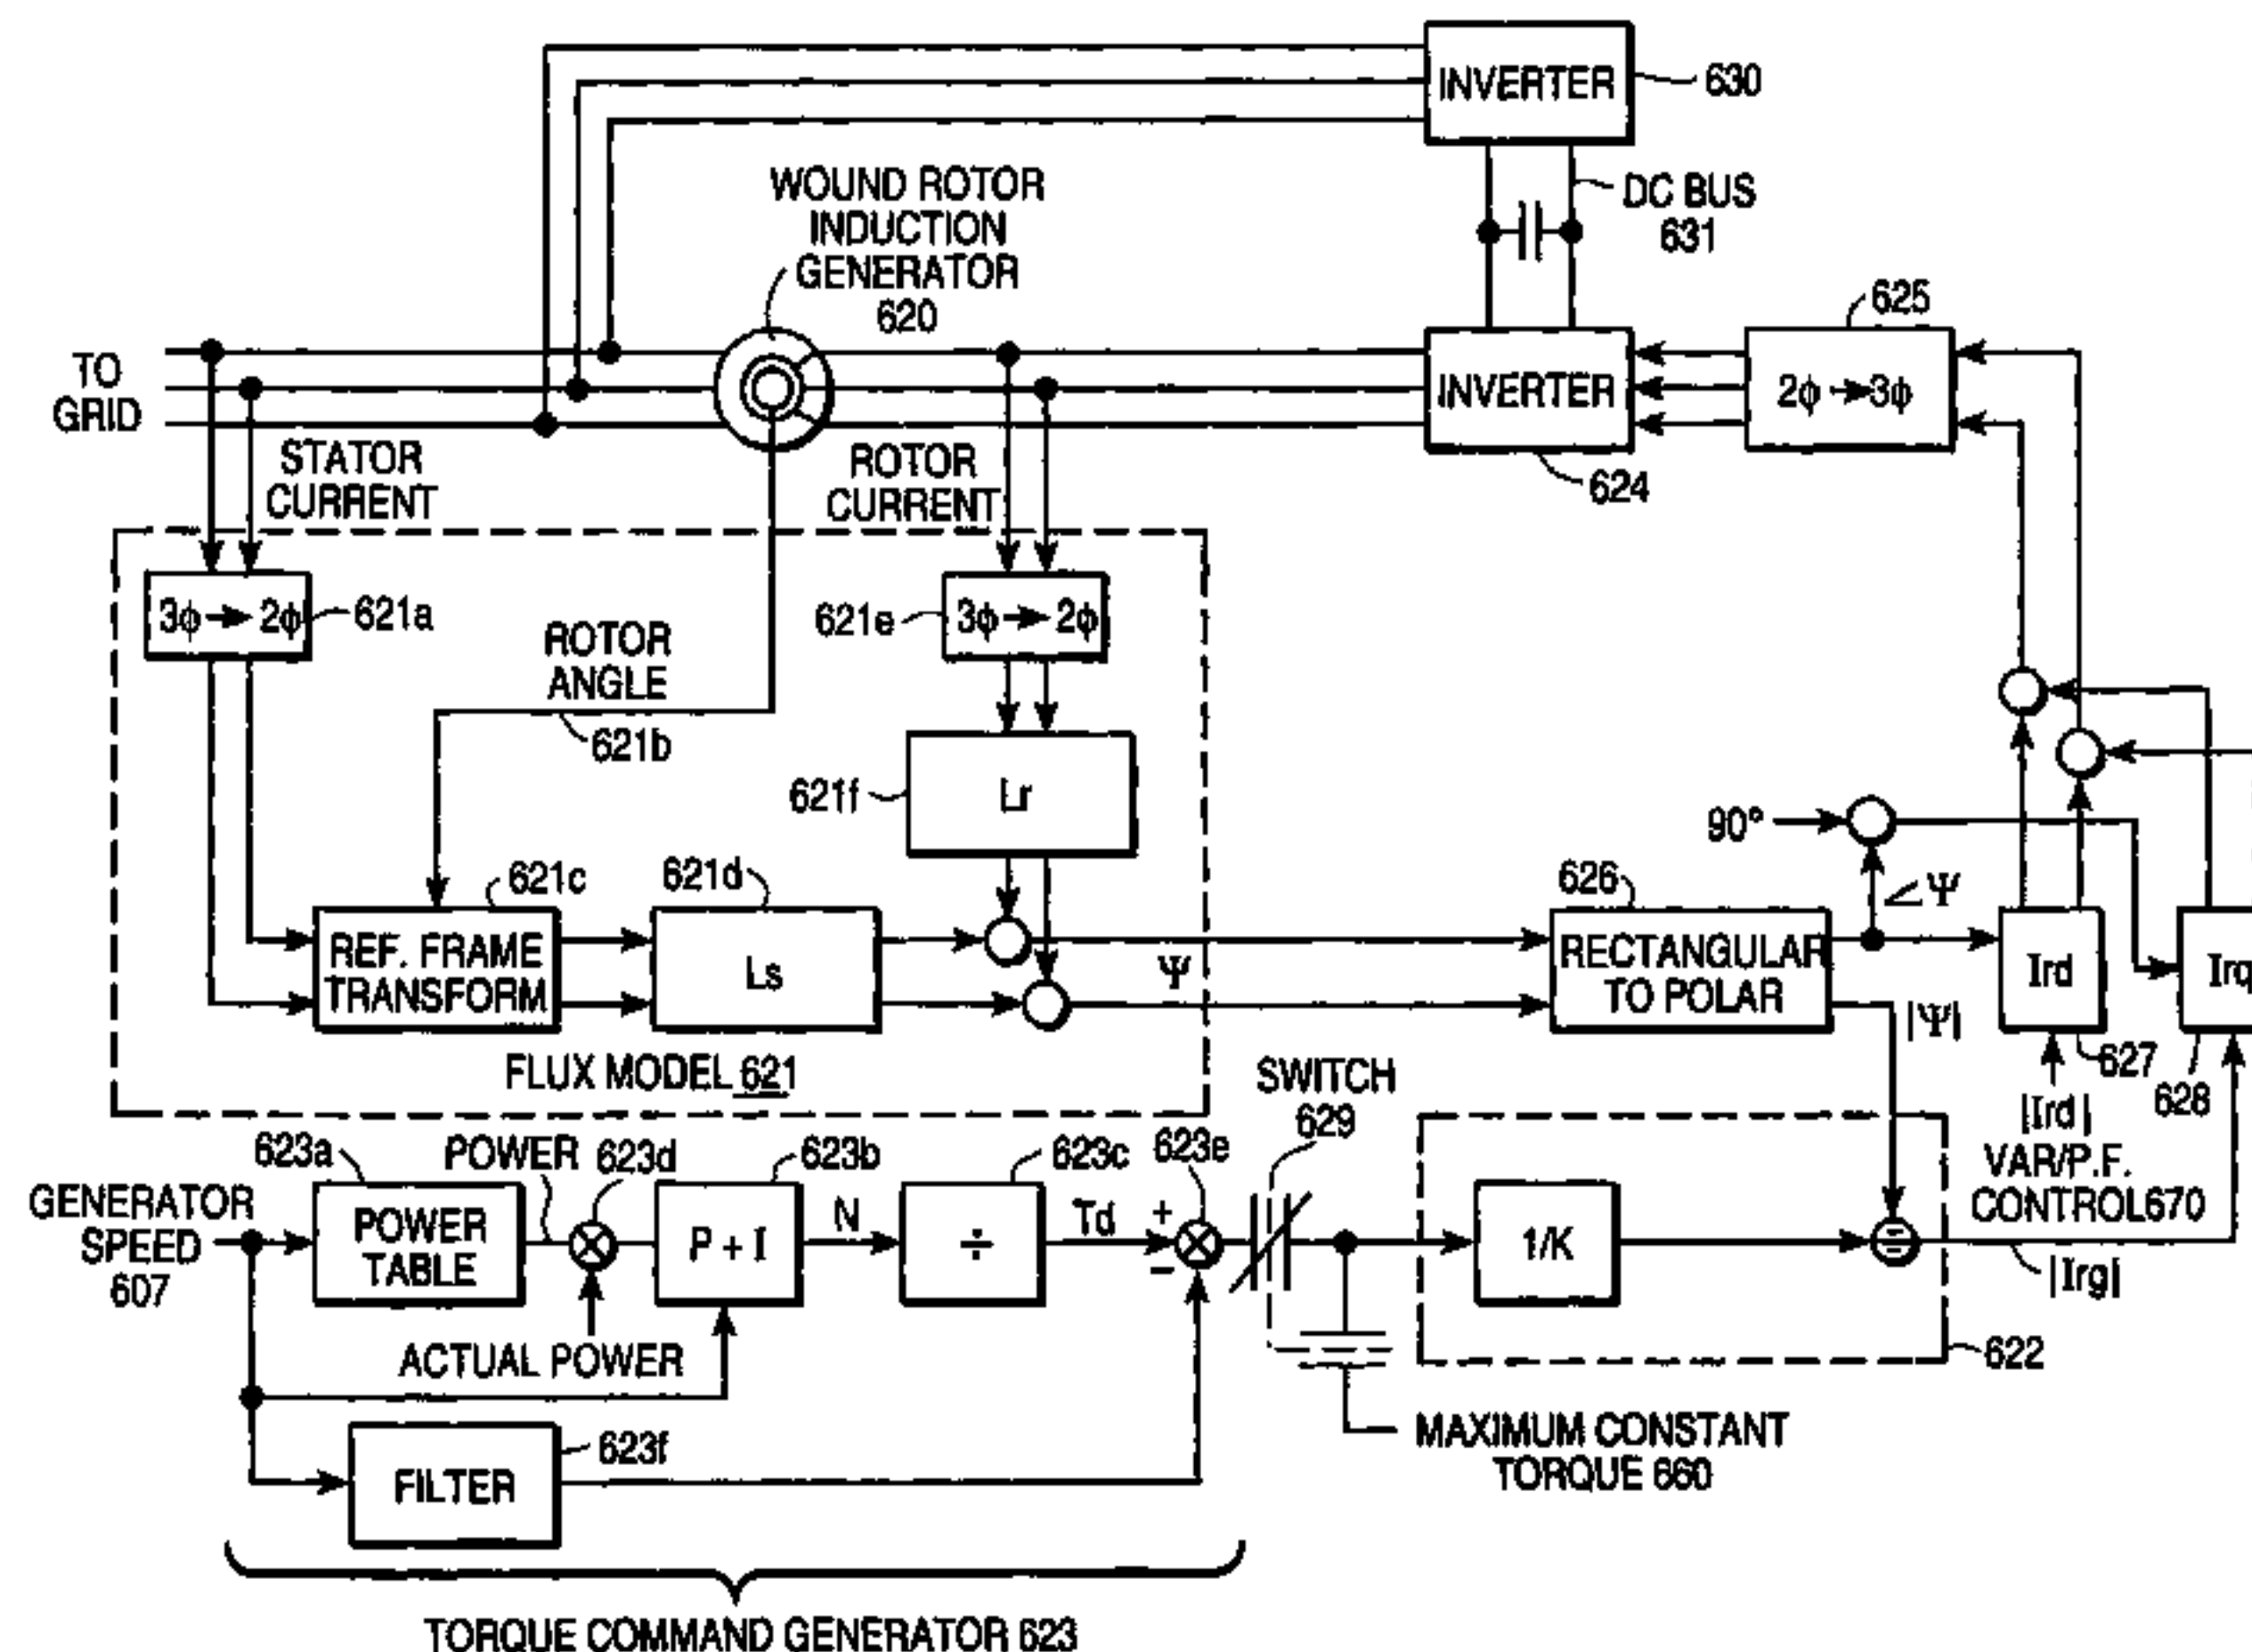 INVERTER
630
DC BUS
631
WOUND ROTOR
INDUCTION
GENERATOR
620
625
TO
GRID
INVERTER
2ϕ → 3ϕ
624
STATOR
CURRENT
ROTOR
CURRENT
3ϕ → 2ϕ
621a
ROTOR
ANGLE
621b
621e
3ϕ → 2ϕ
621f
Lr
90°
621c
REF. FRAME
TRANSFORM
621d
Ls
Ψ
626
RECTANGULAR
TO POLAR
∠Ψ
|Ψ|
Ird
627
Irq
628
FLUX MODEL 621
|Ird|
VAR/P.F.
CONTROL670
SWITCH
629
623a
POWER
623d
623b
623c
623e
GENERATOR
SPEED
607
POWER
TABLE
P + I
N
÷
Td
+
−
1/K
÷
|Irg|
622
ACTUAL POWER
623f
FILTER
MAXIMUM CONSTANT
TORQUE 660
TORQUE COMMAND GENERATOR 623